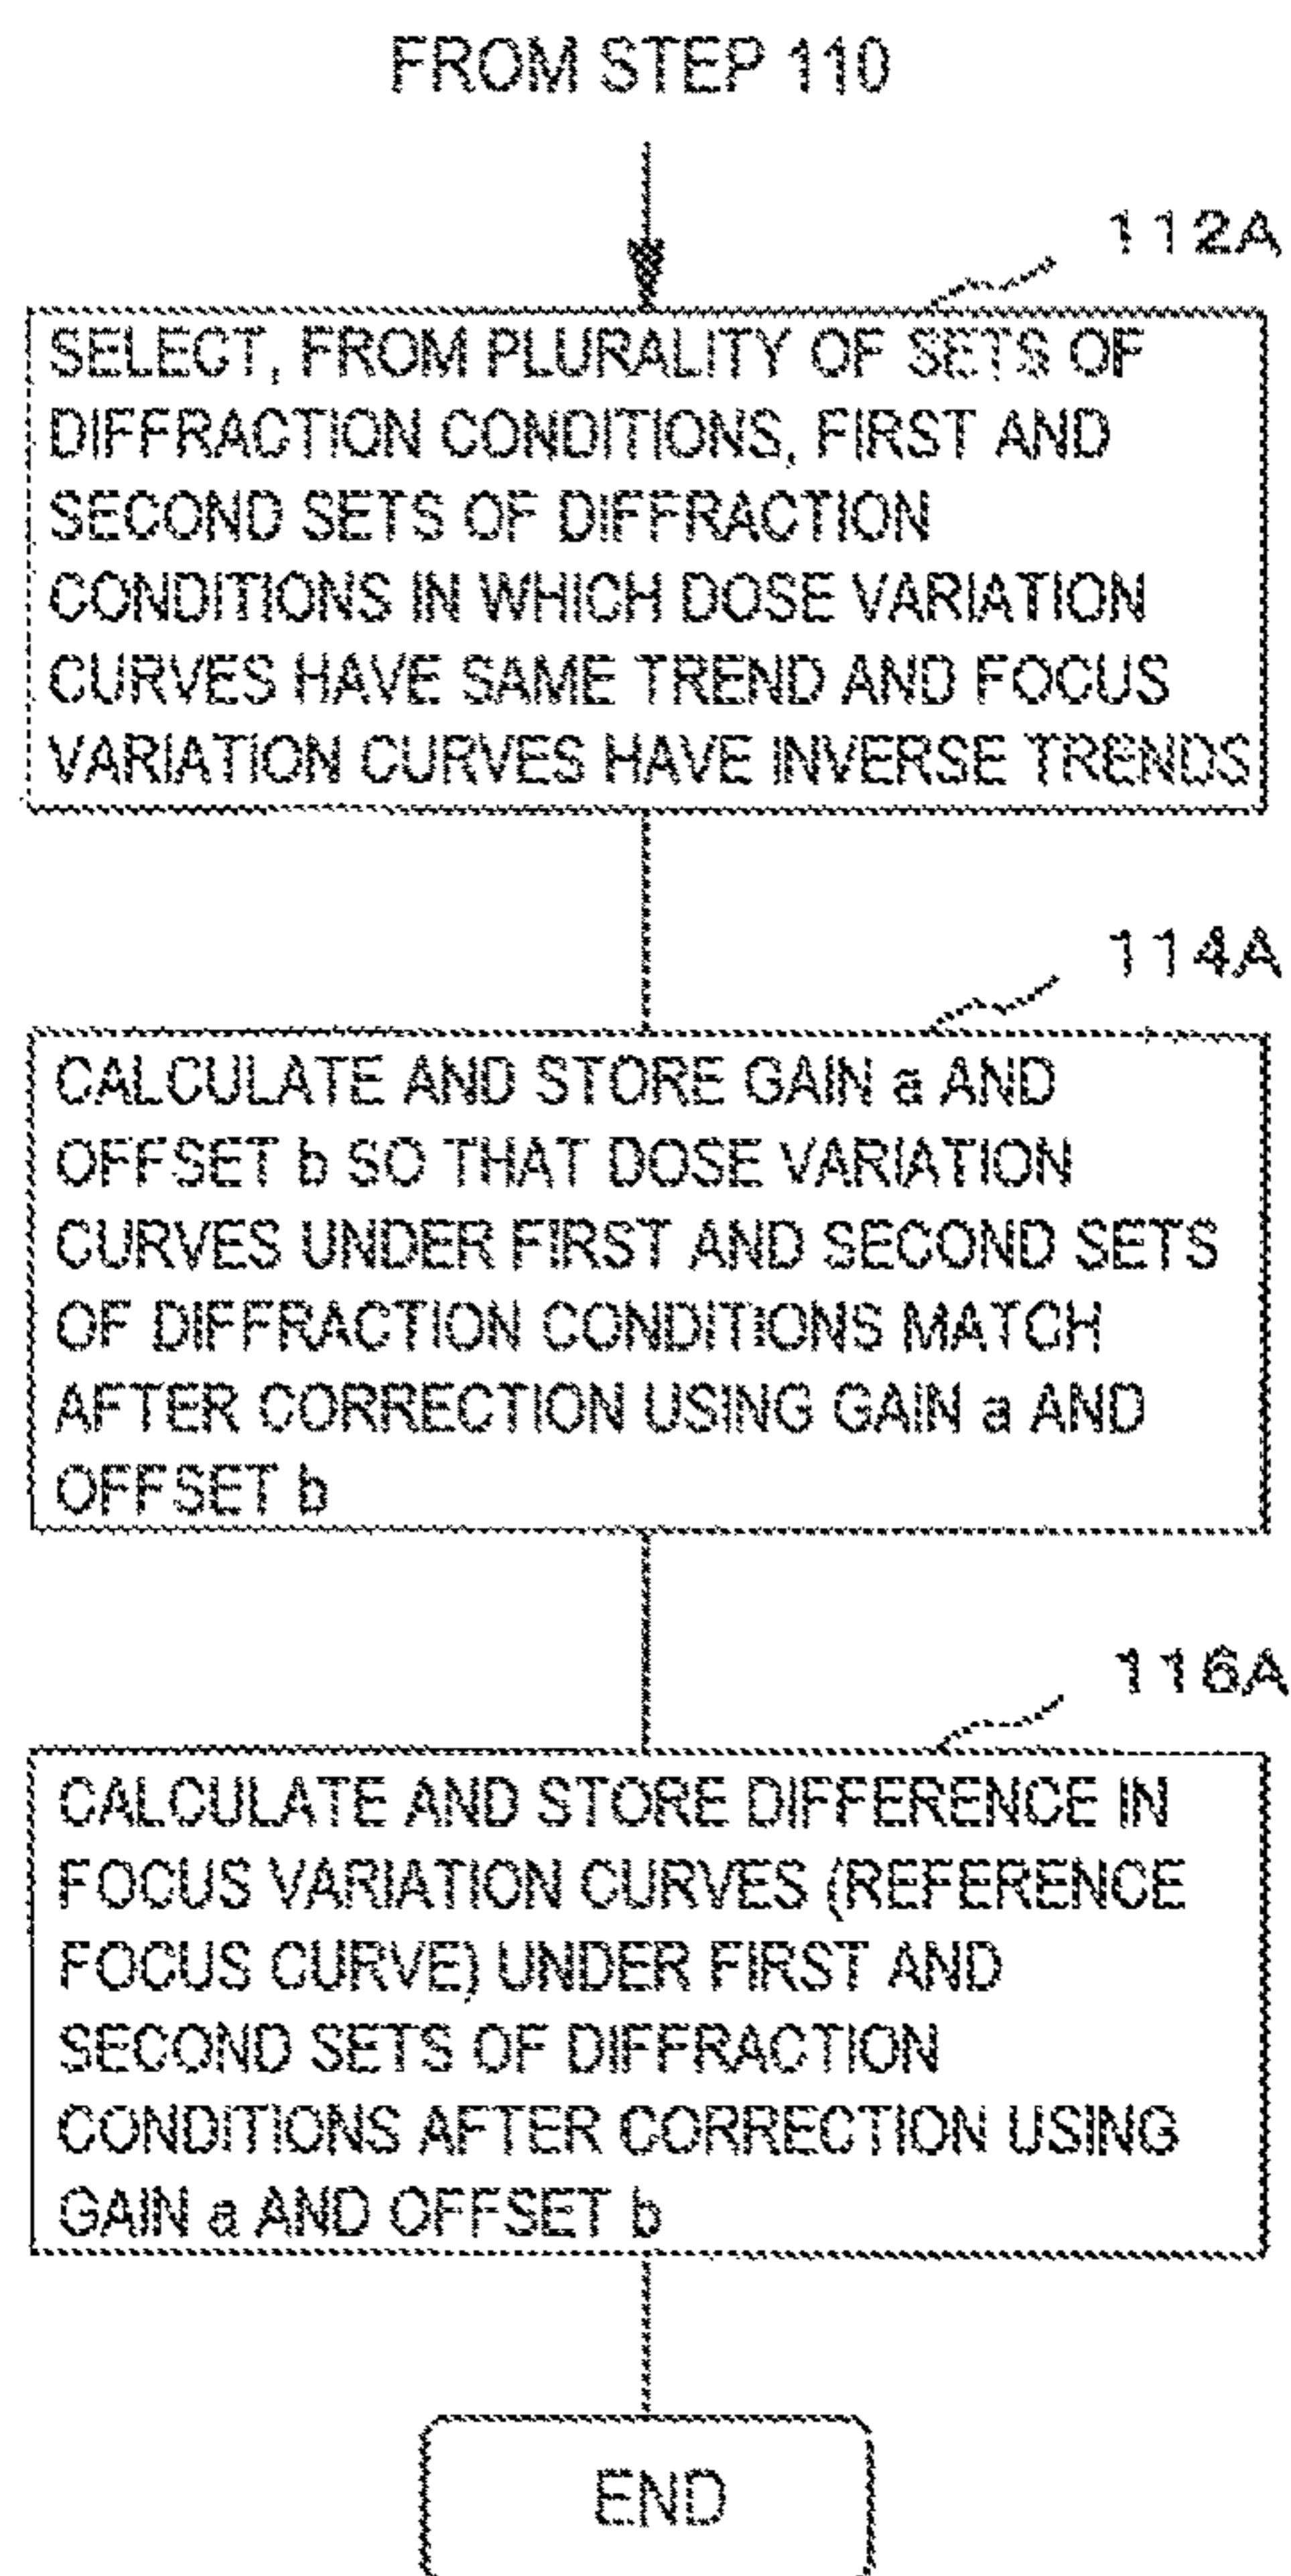 FROM STEP 110
112A
SELECT, FROM PLURALITY OF SETS OF
DIFFRACTION CONDITIONS, FIRST AND
SECOND SETS OF DIFFRACTION
CONDITIONS IN WHICH DOSE VARIATION
CURVES HAVE SAME TREND AND FOCUS
VARIATION CURVES HAVE INVERSE TRENDS
114A
CALCULATE AND STORE GAIN a AND
OFFSET b SO THAT DOSE VARIATION
CURVES UNDER FIRST AND SECOND SETS
OF DIFFRACTION CONDITIONS MATCH
AFTER CORRECTION USING GAIN a AND
OFFSET b
116A
CALCULATE AND STORE DIFFERENCE IN
FOCUS VARIATION CURVES (REFERENCE
FOCUS CURVE) UNDER FIRST AND
SECOND SETS OF DIFFRACTION
CONDITIONS AFTER CORRECTION USING
GAIN a AND OFFSET b
END